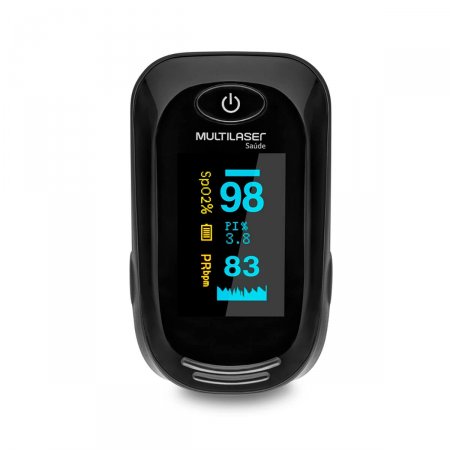 MULTILASER
Saúde
SpO2% 98
PI%
3.8
PRbpm 83